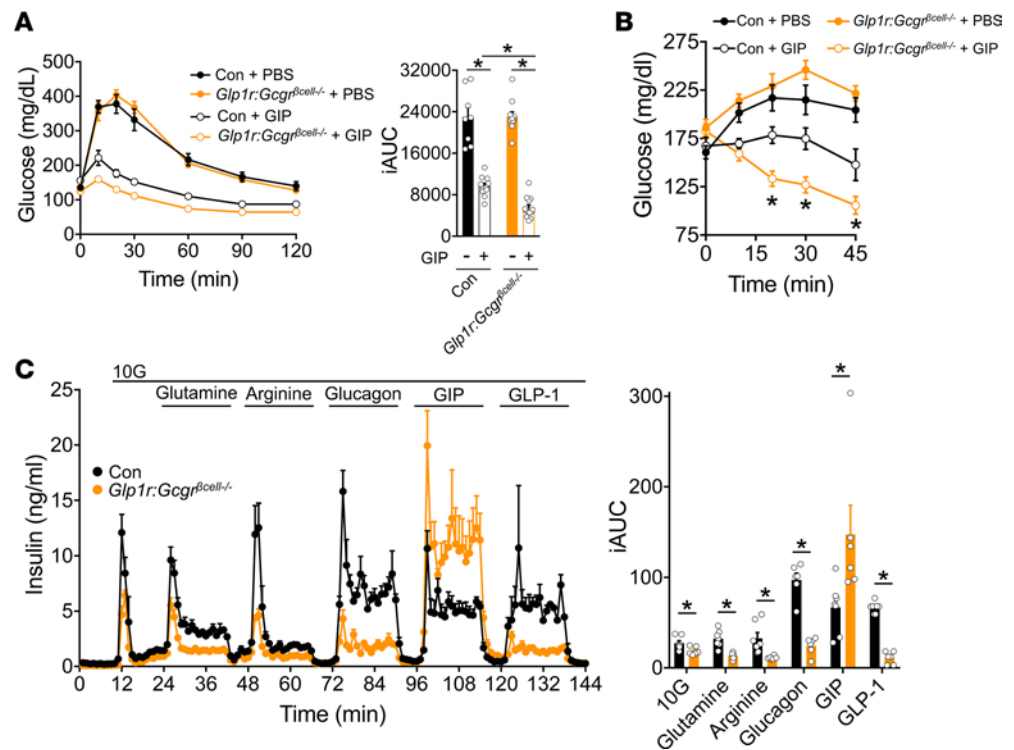 A
Glucose (mg/dL)
500
400
300
200
100
0
0
30
60
90
120
Time (min)
Con + PBS
Glp1r:Gcgrβcell-/- + PBS
Con + GIP
Glp1r:Gcgrβcell-/- + GIP
iAUC
32000
24000
16000
8000
0
*
*
*
GIP
- + - +
Con
Glp1r:Gcgrβcell-/-
B
Con + PBS
Glp1r:Gcgrβcell-/- + PBS
Con + GIP
Glp1r:Gcgrβcell-/- + GIP
Glucose (mg/dl)
275
225
175
125
75
*
*
*
0
15
30
45
Time (min)
C
10G
Glutamine
Arginine
Glucagon
GIP
GLP-1
Insulin (ng/ml)
25
20
15
10
5
0
Con
Glp1r:Gcgrβcell-/-
0
12
24
36
48
60
72
84
96
108
120
132
144
Time (min)
iAUC
300
200
100
0
*
*
*
*
*
*
10G
Glutamine
Arginine
Glucagon
GIP
GLP-1